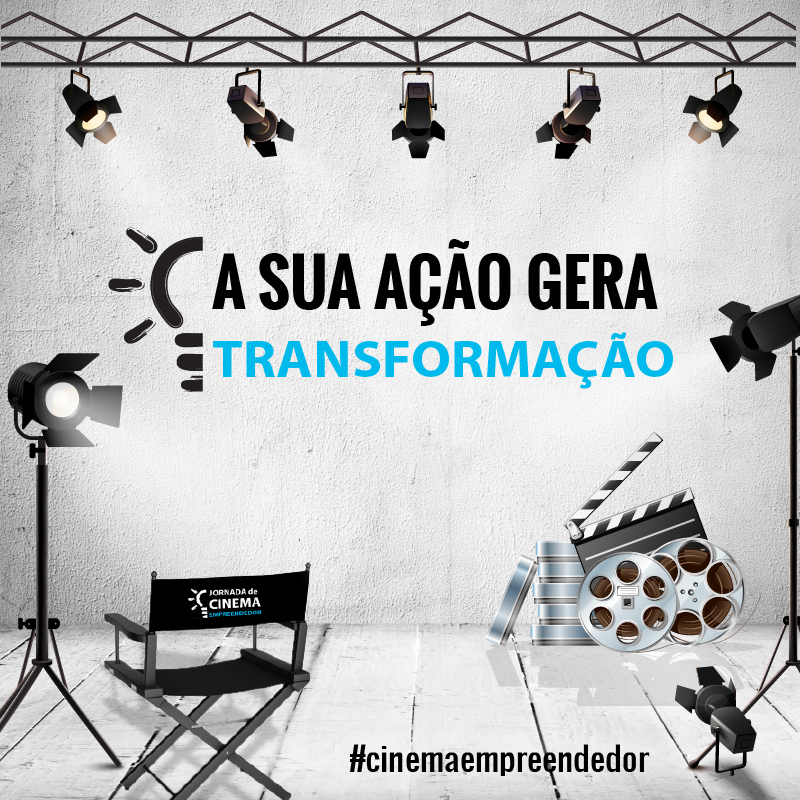 A SUA AÇÃO GERA
TRANSFORMAÇÃO
JORNADA de
CINEMA
EMPREENDEDOR
#cinemaempreendedor